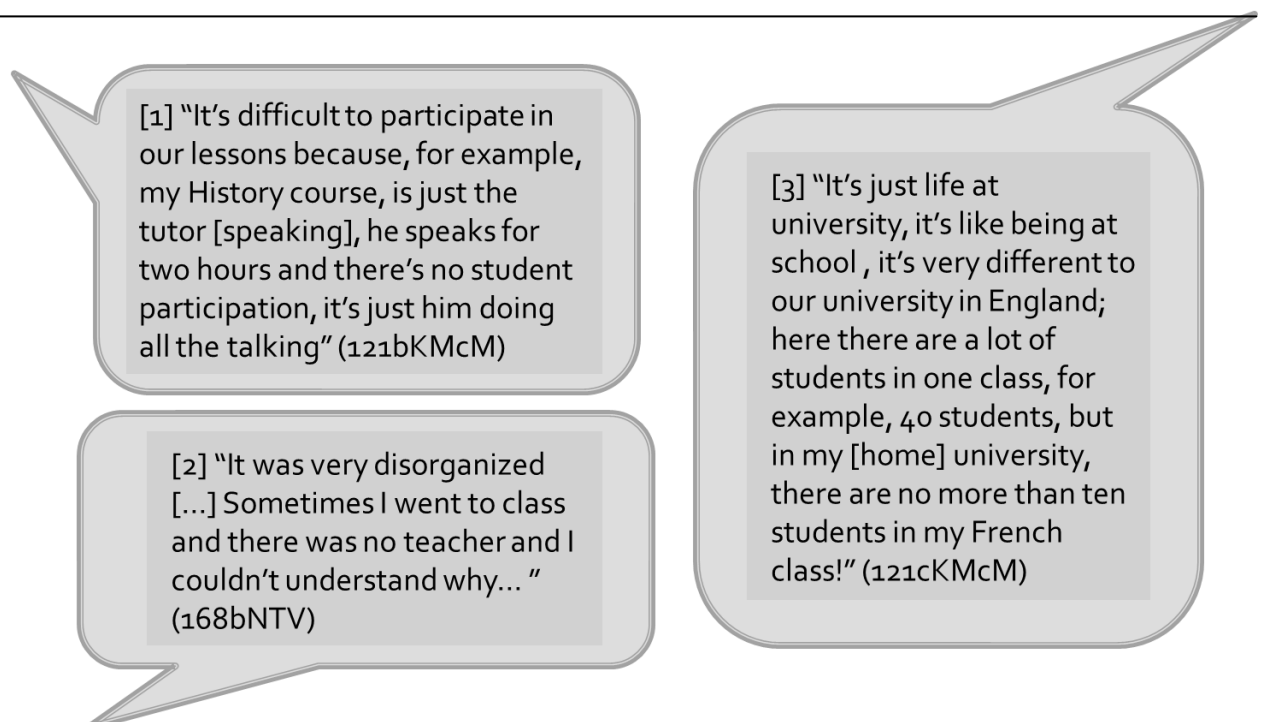 [1] “It’s difficult to participate in
our lessons because, for example,
my History course, is just the
tutor [speaking], he speaks for
two hours and there’s no student
participation, it’s just him doing
all the talking” (121bKMcM)
[2] “It was very disorganized
[…] Sometimes I went to class
and there was no teacher and I
couldn’t understand why… ”
(168bNTV)
[3] “It’s just life at
university, it’s like being at
school , it’s very different to
our university in England;
here there are a lot of
students in one class, for
example, 40 students, but
in my [home] university,
there are no more than ten
students in my French
class!” (121cKMcM)